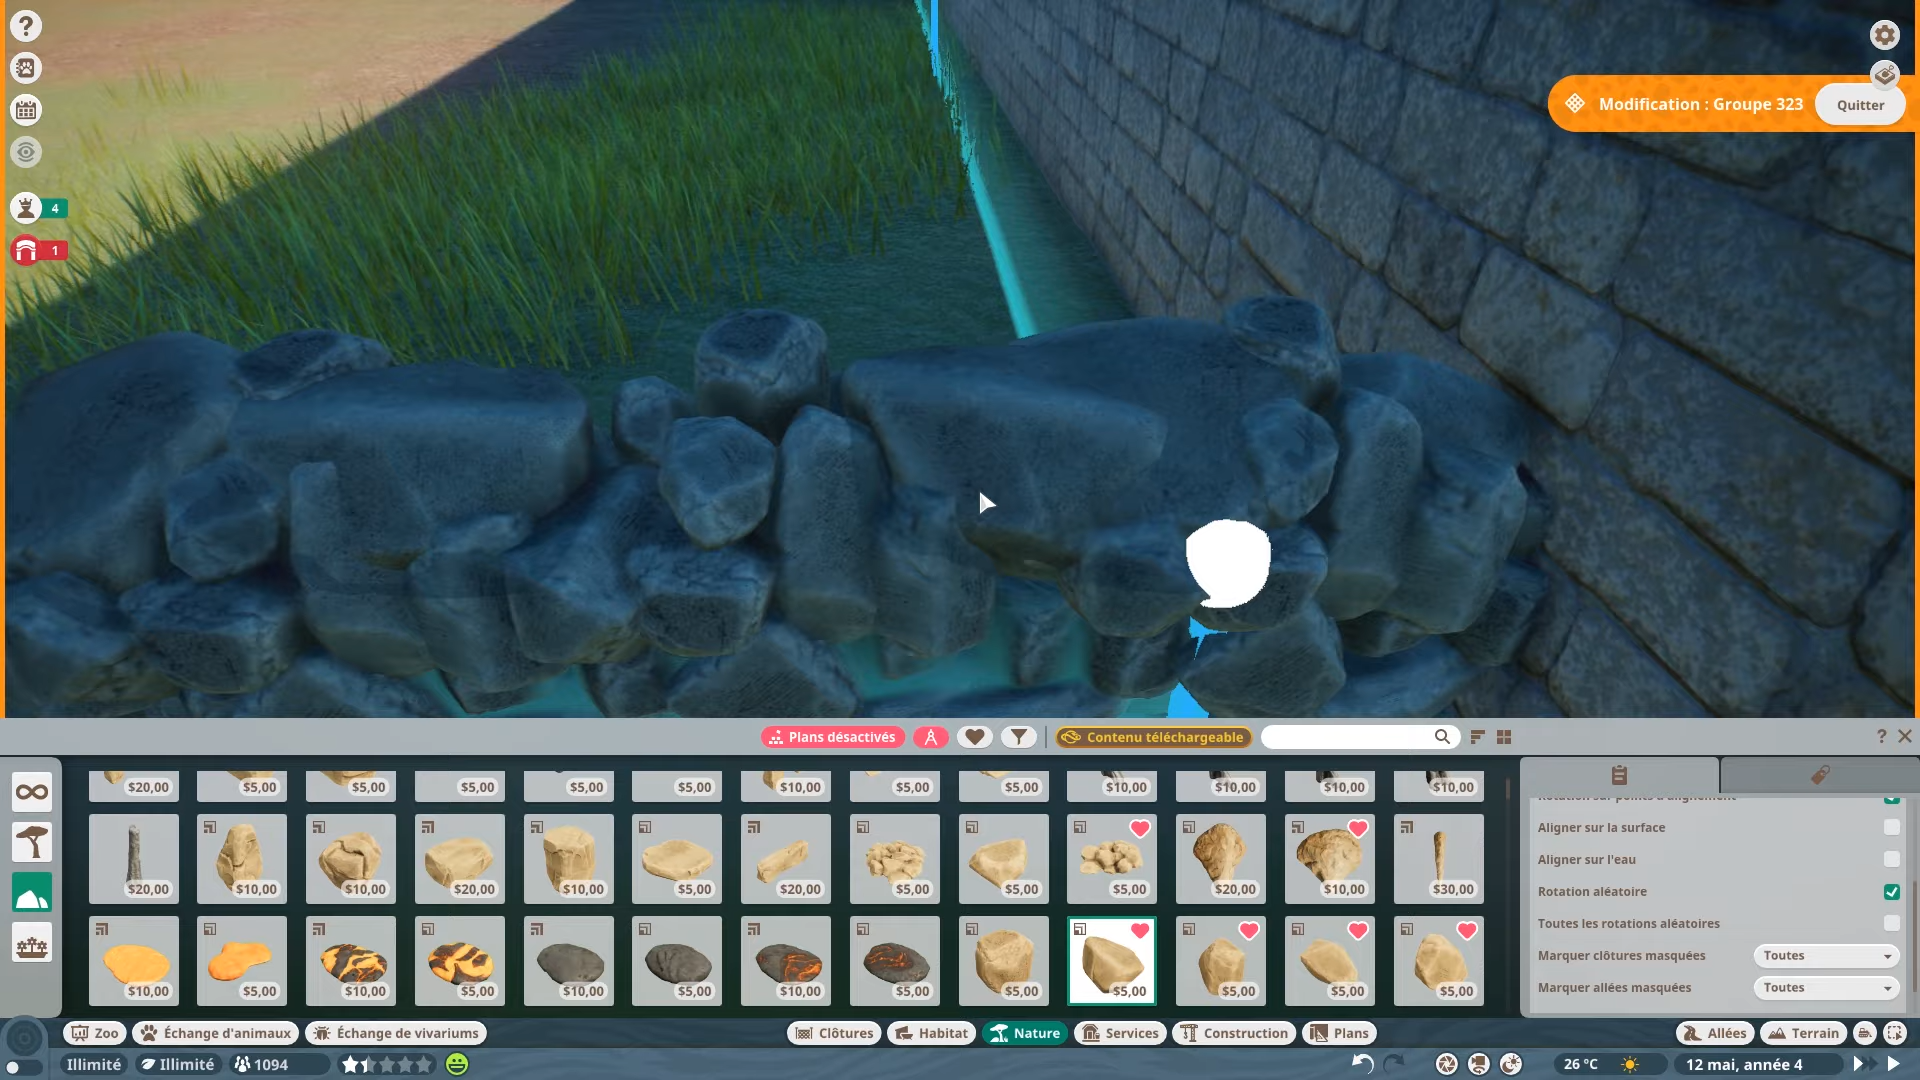 ?
Modification : Groupe 323
Quitter
4
1
Plans désactivés
Contenu téléchargeable
?
$20,00 $5,00 $5,00 $5,00 $5,00 $5,00 $10,00 $5,00 $5,00 $10,00 $10,00 $10,00 $10,00
$20,00 $10,00 $10,00 $20,00 $10,00 $5,00 $20,00 $5,00 $5,00 $5,00 $20,00 $10,00 $30,00
$10,00 $5,00 $10,00 $5,00 $10,00 $5,00 $10,00 $5,00 $5,00 $5,00 $5,00 $5,00 $5,00
Rotation sur points d'alignement
Aligner sur la surface
Aligner sur l'eau
Rotation aléatoire
Toutes les rotations aléatoires
Marquer clôtures masquées Toutes
Marquer allées masquées Toutes
Zoo Échange d'animaux Échange de vivariums Clôtures Habitat Nature Services Construction Plans Allées Terrain
Illimité Illimité 1094 26 °C 12 mai, année 4